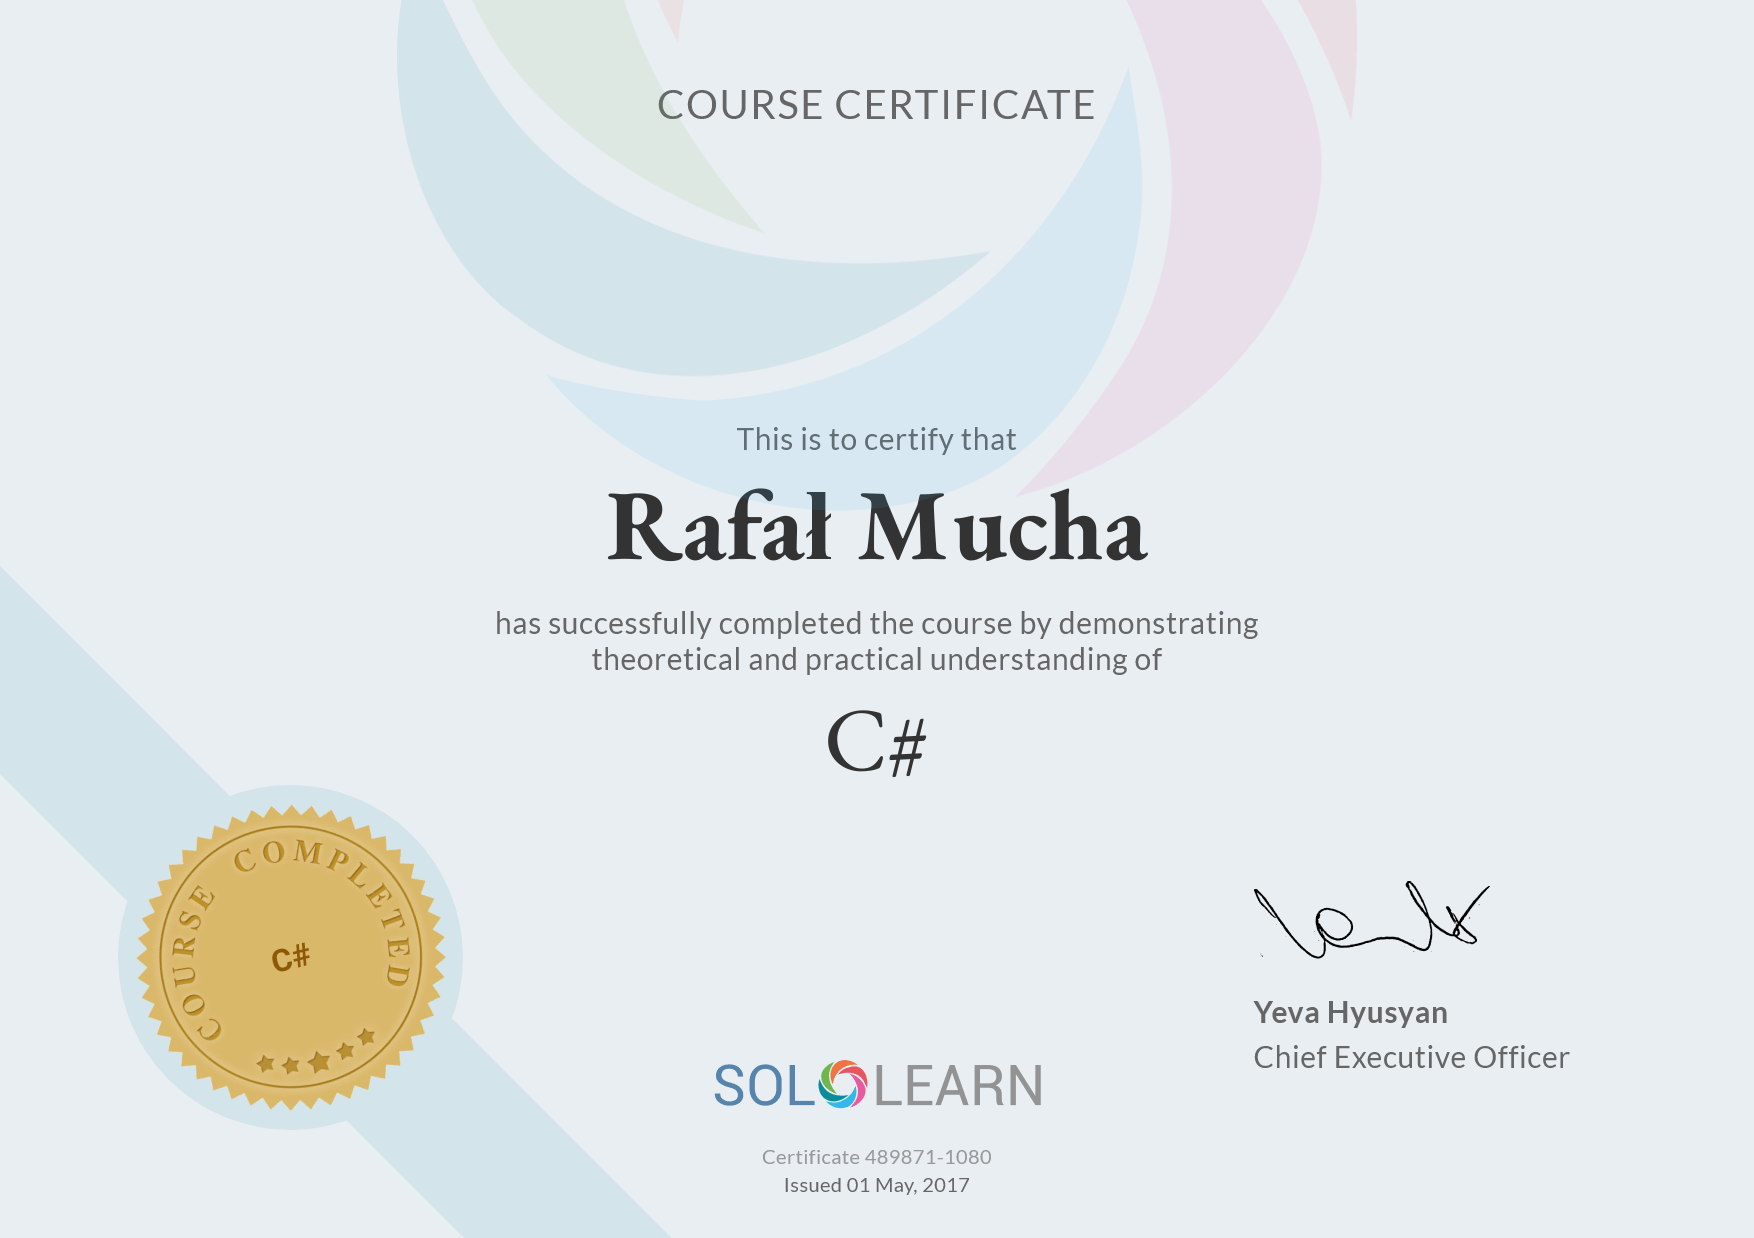 COURSE CERTIFICATE
This is to certify that
Rafał Mucha
has successfully completed the course by demonstrating
theoretical and practical understanding of
C#
COURSE COMPLETED
C#
Yeva Hyusyan
Chief Executive Officer
SOLOLEARN
Certificate 489871-1080
Issued 01 May, 2017